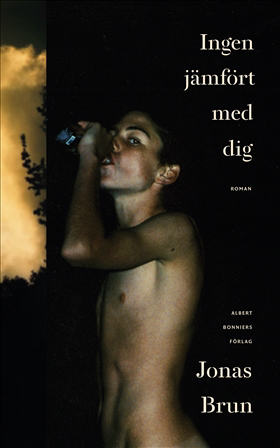 Ingen
jämfört
med
dig
ROMAN
ALBERT
BONNIERS
FÖRLAG
Jonas
Brun